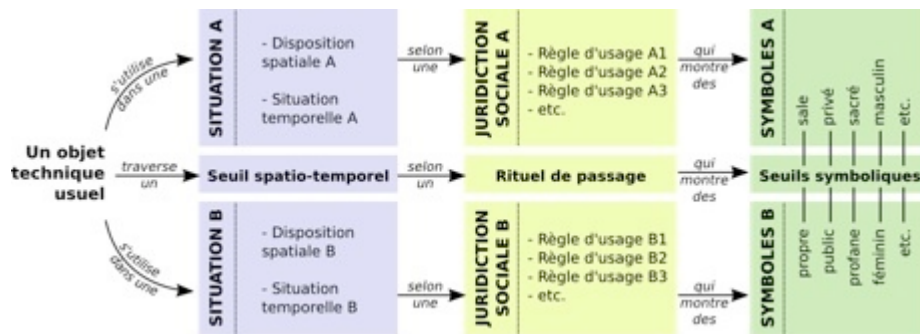 Un objet
technique
usuel
s'utilise
dans une
SITUATION A
- Disposition
spatiale A
- Situation
temporelle A
selon
une
JURIDICTION
SOCIALE A
- Règle d'usage A1
- Règle d'usage A2
- Règle d'usage A3
- etc.
qui
montre
des
SYMBOLES A
sale
privé
sacré
masculin
etc.
traverse
un
Seuil spatio-temporel
selon
un
Rituel de passage
qui
montre
des
Seuils symboliques
s'utilise
dans une
SITUATION B
- Disposition
spatiale B
- Situation
temporelle B
selon
une
JURIDICTION
SOCIALE B
- Règle d'usage B1
- Règle d'usage B2
- Règle d'usage B3
- etc.
qui
montre
des
SYMBOLES B
propre
public
profane
féminin
etc.